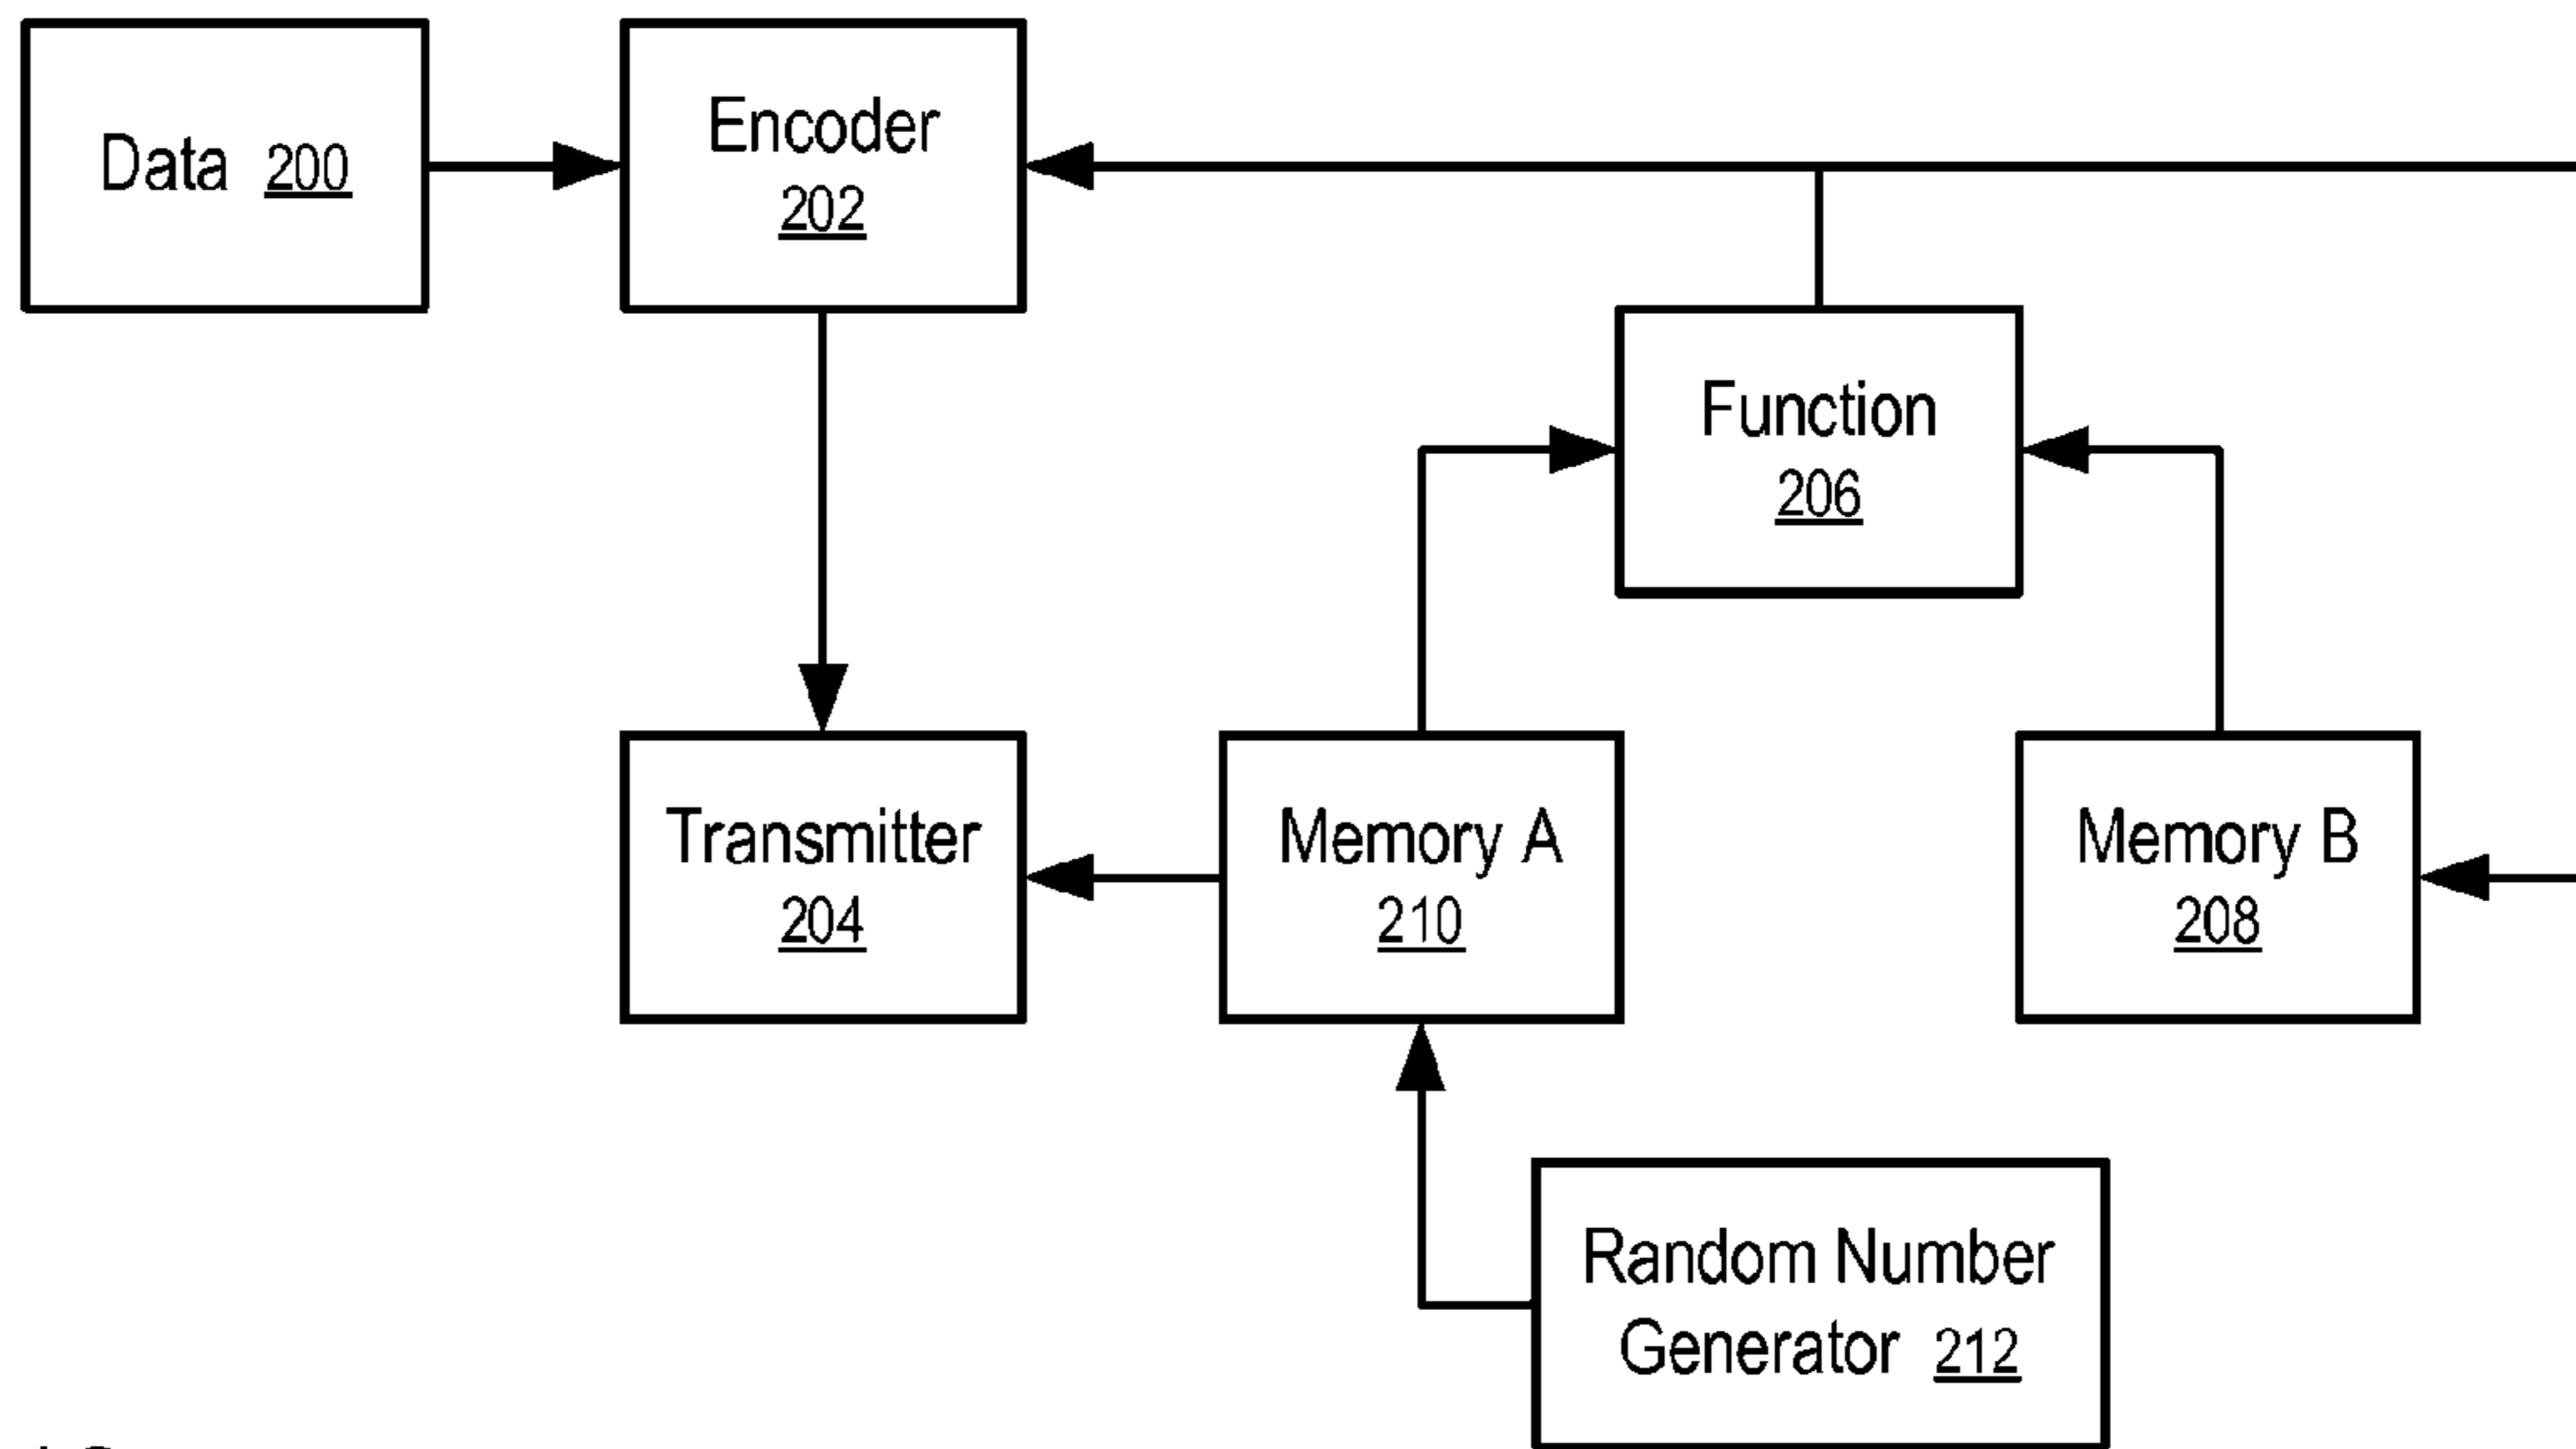 Data 200
Encoder
202
Function
206
Transmitter
204
Memory A
210
Memory B
208
Random Number
Generator 212